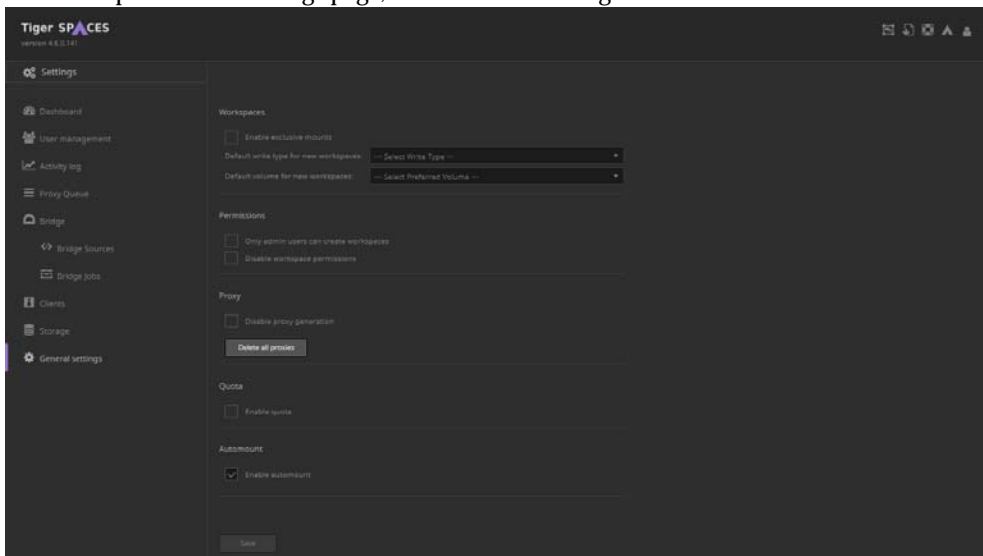 Tiger SPACES
version 4.6.0.141
Settings
Dashboard
User management
Activity log
Proxy Queue
Bridge
Bridge Sources
Bridge Jobs
Clients
Storage
General settings
Workspaces
Enable exclusive mounts
Default write type for new workspaces: --- Select Write Type ---
Default volume for new workspaces: --- Select Preferred Volume ---
Permissions
Only admin users can create workspaces
Disable workspace permissions
Proxy
Disable proxy generation
Delete all proxies
Quota
Enable quota
Automount
Enable automount
Save